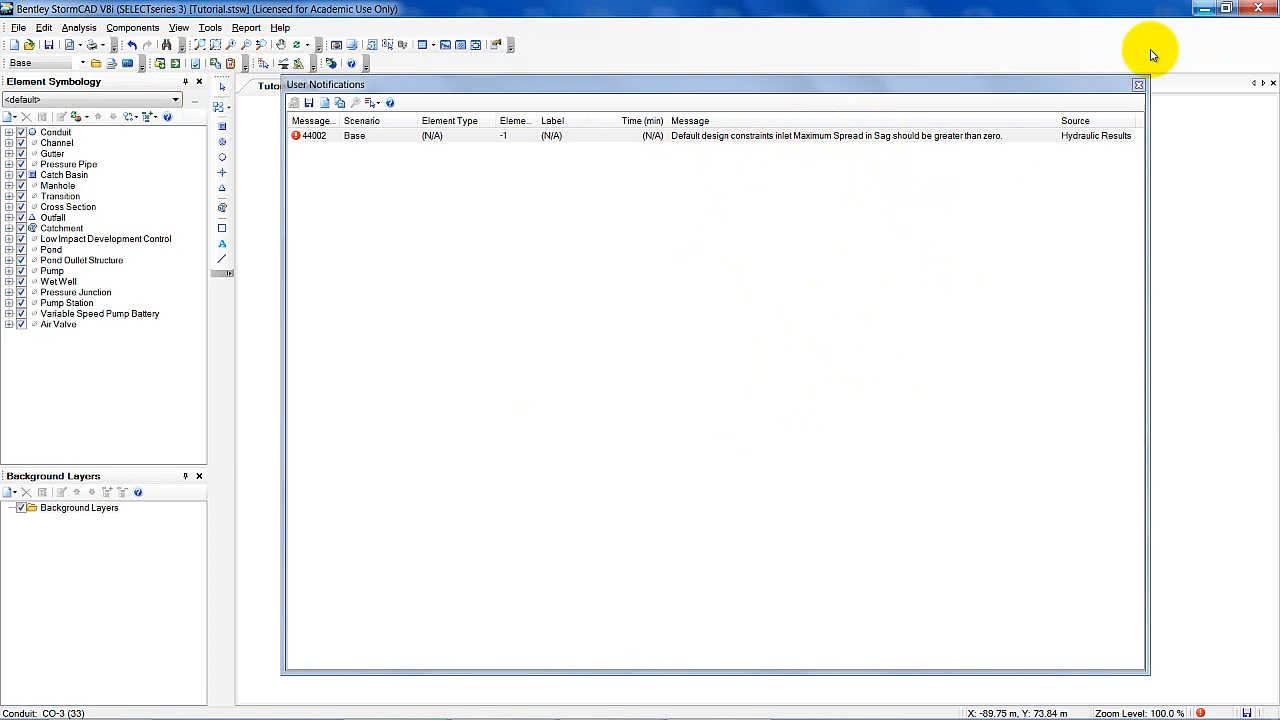 Bentley StormCAD V8i (SELECTseries 3) [Tutorial.stsw] (Licensed for Academic Use Only)
File Edit Analysis Components View Tools Report Help
Base
Element Symbology
<default>
Conduit
Channel
Gutter
Pressure Pipe
Catch Basin
Manhole
Transition
Cross Section
Outfall
Catchment
Low Impact Development Control
Pond
Pond Outlet Structure
Pump
Wet Well
Pressure Junction
Pump Station
Variable Speed Pump Battery
Air Valve
Background Layers
Background Layers
Tutor
User Notifications
Message... Scenario Element Type Eleme... Label Time (min) Message Source
44002 Base (N/A) -1 (N/A) (N/A) Default design constraints inlet Maximum Spread in Sag should be greater than zero. Hydraulic Results
Conduit: CO-3 (33) X: -89.75 m, Y: 73.84 m Zoom Level: 100.0 %